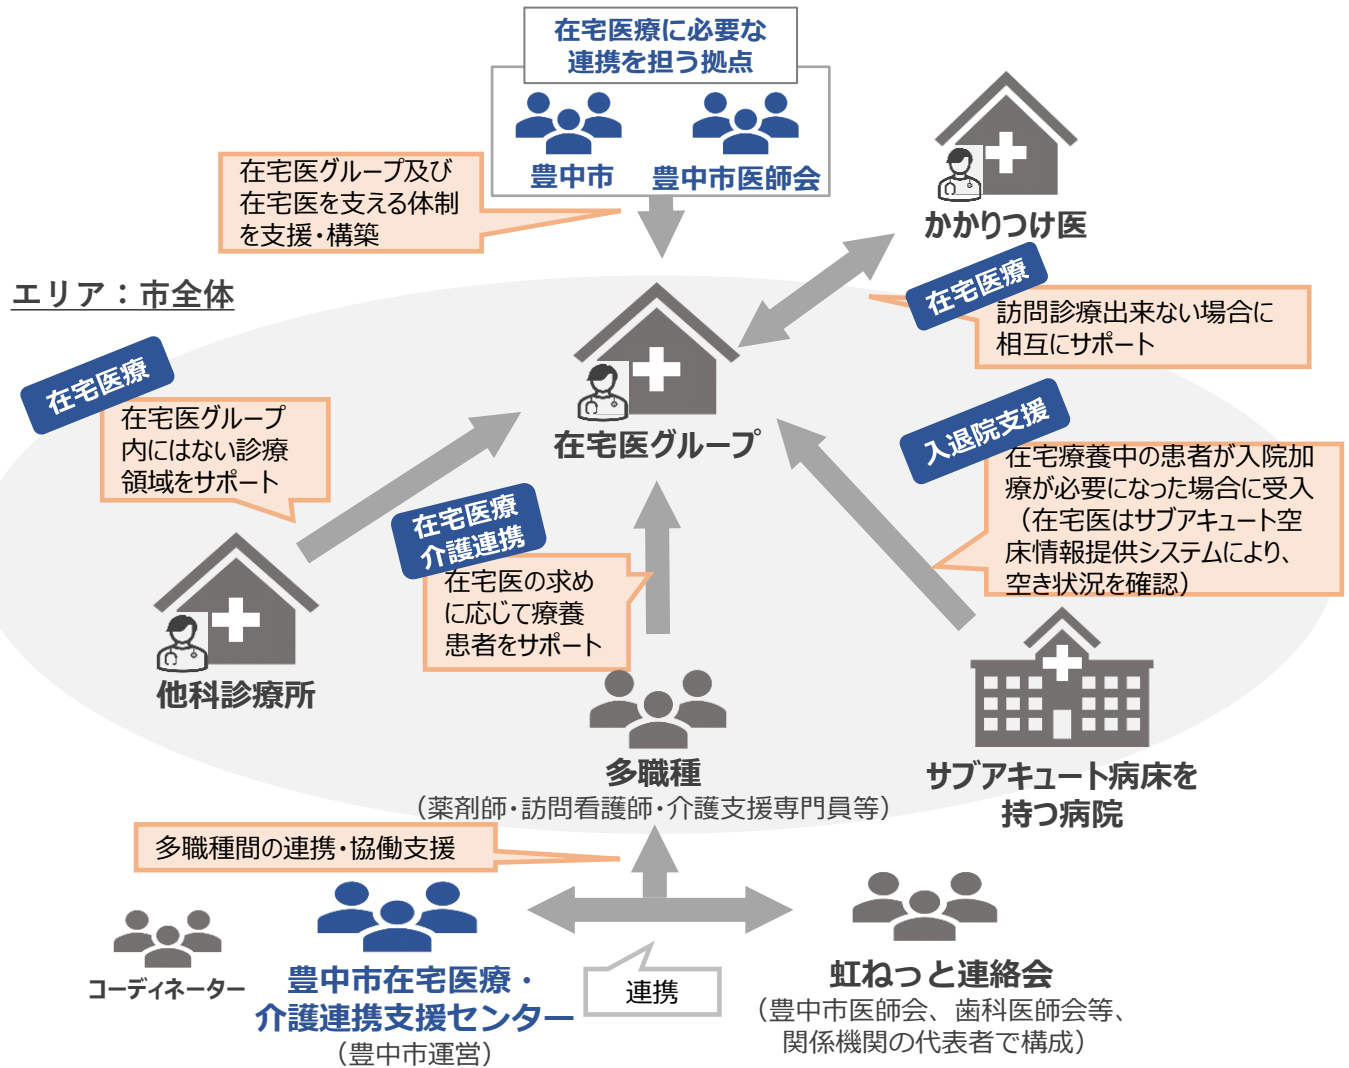 在宅医療に必要な
連携を担う拠点
豊中市
豊中市医師会
在宅医グループ及び
在宅医を支える体制
を支援・構築
かかりつけ医
エリア：市全体
在宅医療
訪問診療出来ない場合に
相互にサポート
在宅医療
在宅医グループ
内にはない診療
領域をサポート
在宅医グループ
入退院支援
在宅療養中の患者が入院加
療が必要になった場合に受入
（在宅医はサブアキュート空
床情報提供システムにより、
空き状況を確認）
在宅医療
介護連携
在宅医の求め
に応じて療養
患者をサポート
他科診療所
多職種
（薬剤師・訪問看護師・介護支援専門員等）
サブアキュート病床を
持つ病院
多職種間の連携・協働支援
コーディネーター
豊中市在宅医療・
介護連携支援センター
（豊中市運営）
連携
虹ねっと連絡会
（豊中市医師会、歯科医師会等、
関係機関の代表者で構成）